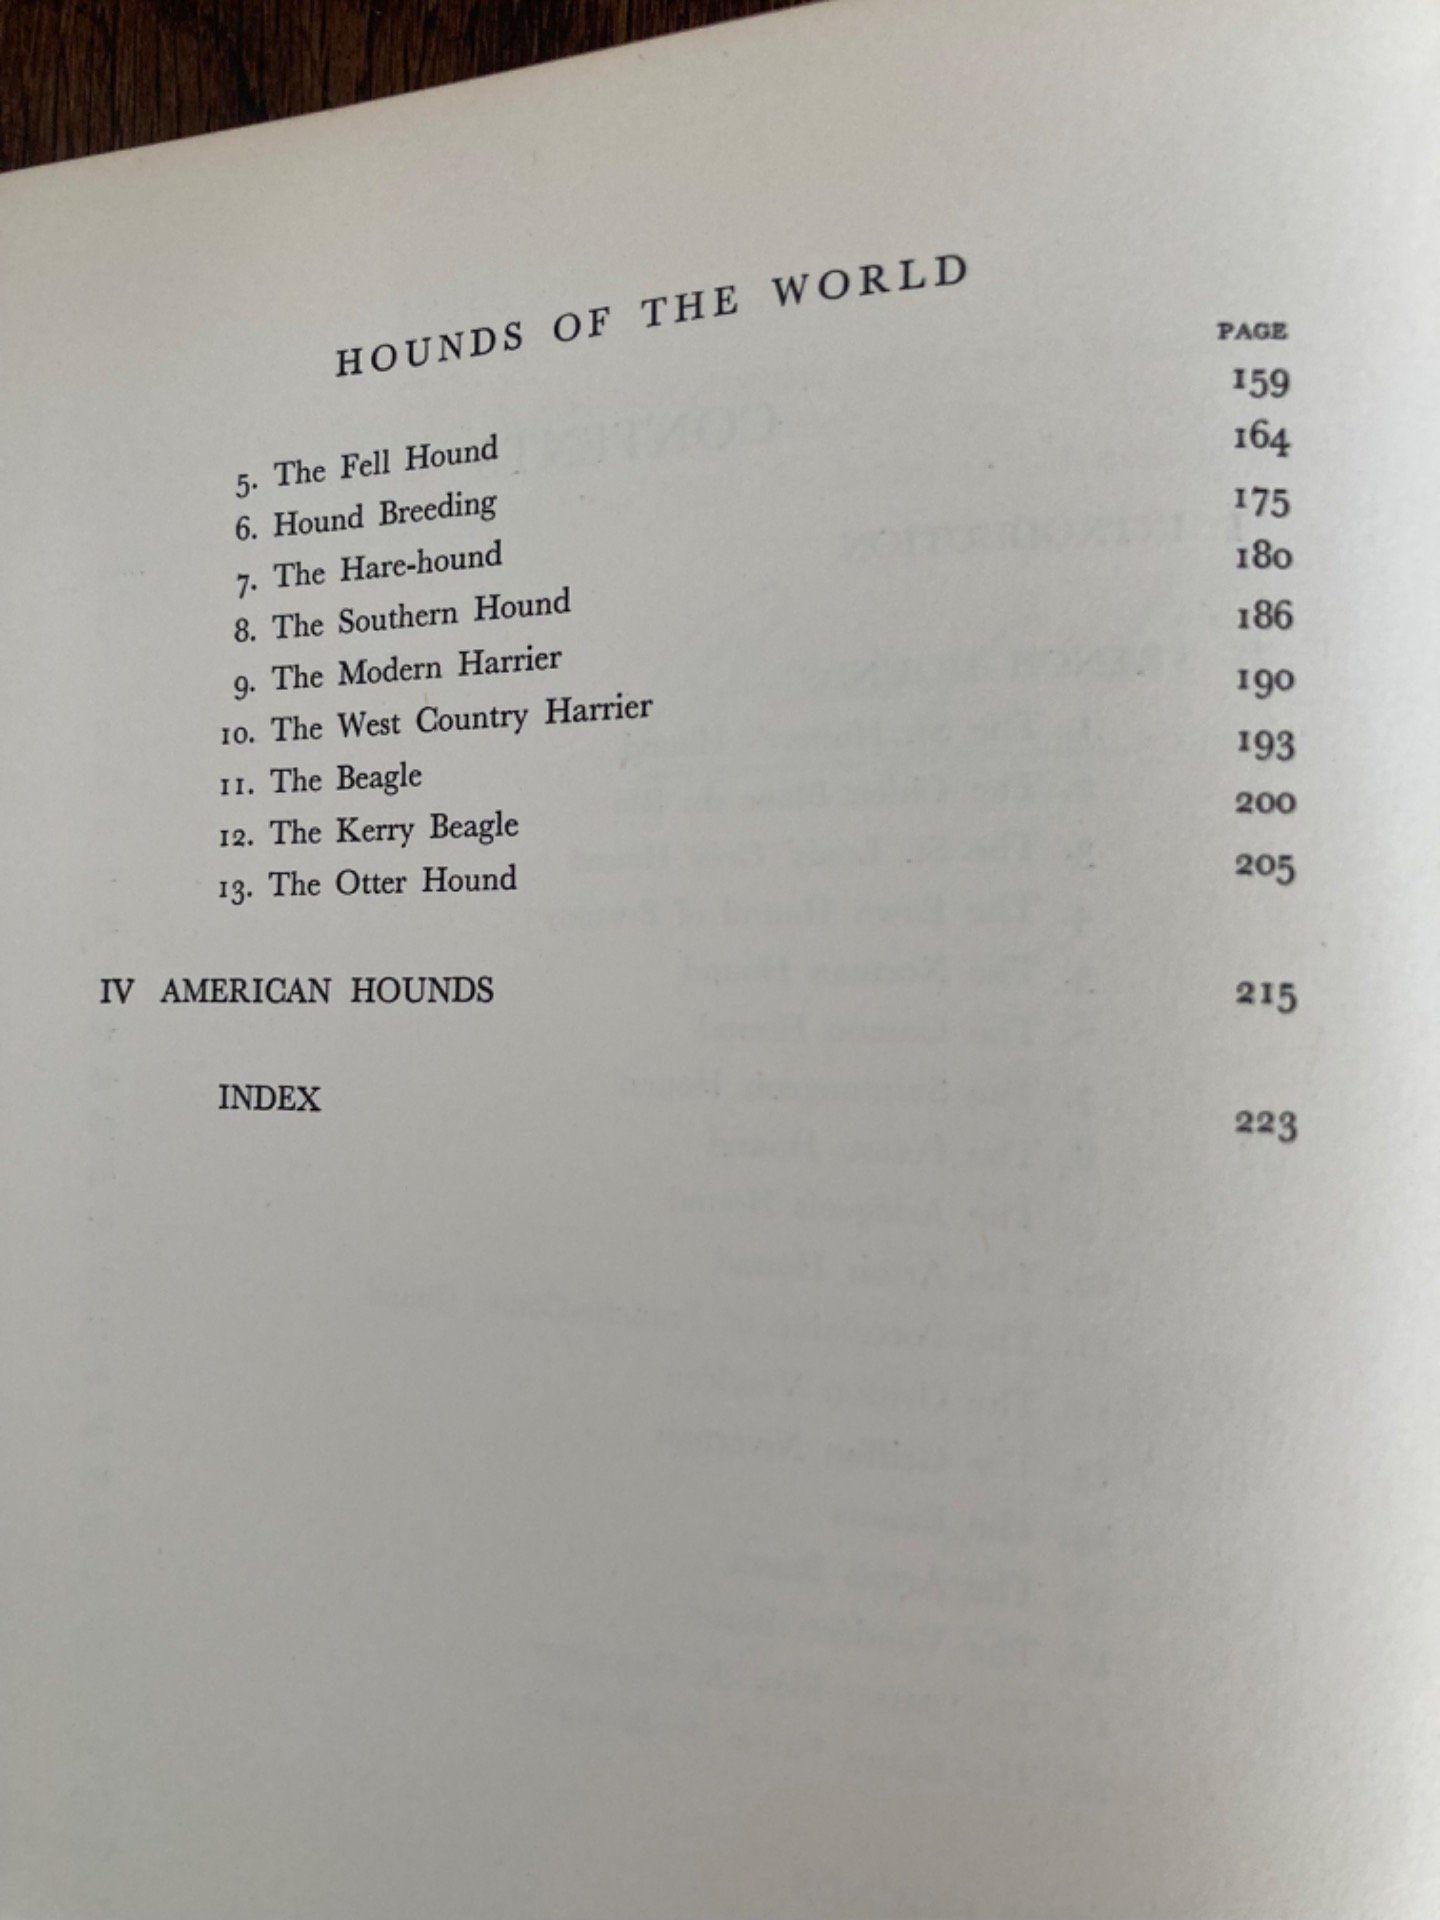 HOUNDS OF THE WORLD
PAGE
5. The Fell Hound 159
6. Hound Breeding 164
7. The Hare-hound 175
8. The Southern Hound 180
9. The Modern Harrier 186
10. The West Country Harrier 190
11. The Beagle 193
12. The Kerry Beagle 200
13. The Otter Hound 205
IV AMERICAN HOUNDS 215
INDEX 223